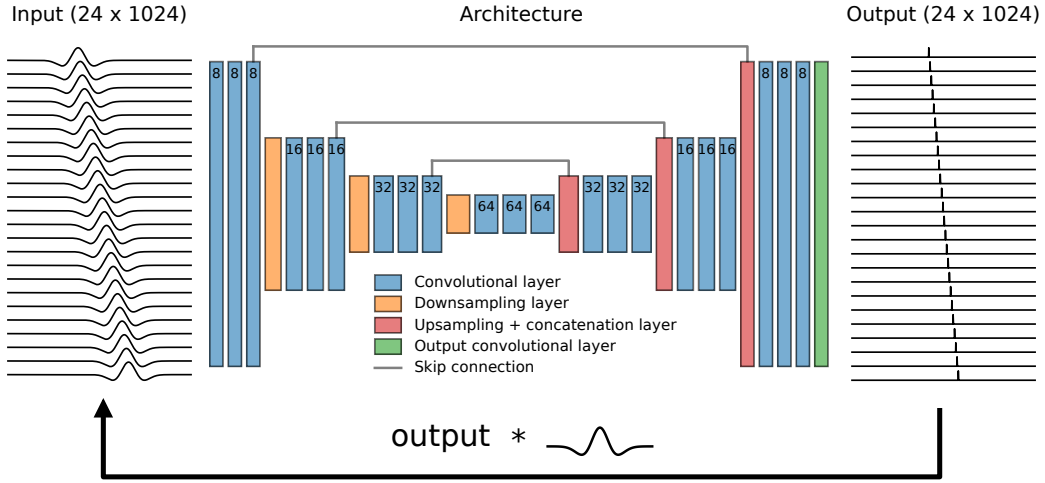 Input (24 x 1024)
Architecture
Output (24 x 1024)
8 8 8
8 8 8
16 16 16
16 16 16
32 32 32
32 32 32
64 64 64
Convolutional layer
Downsampling layer
Upsampling + concatenation layer
Output convolutional layer
Skip connection
output *